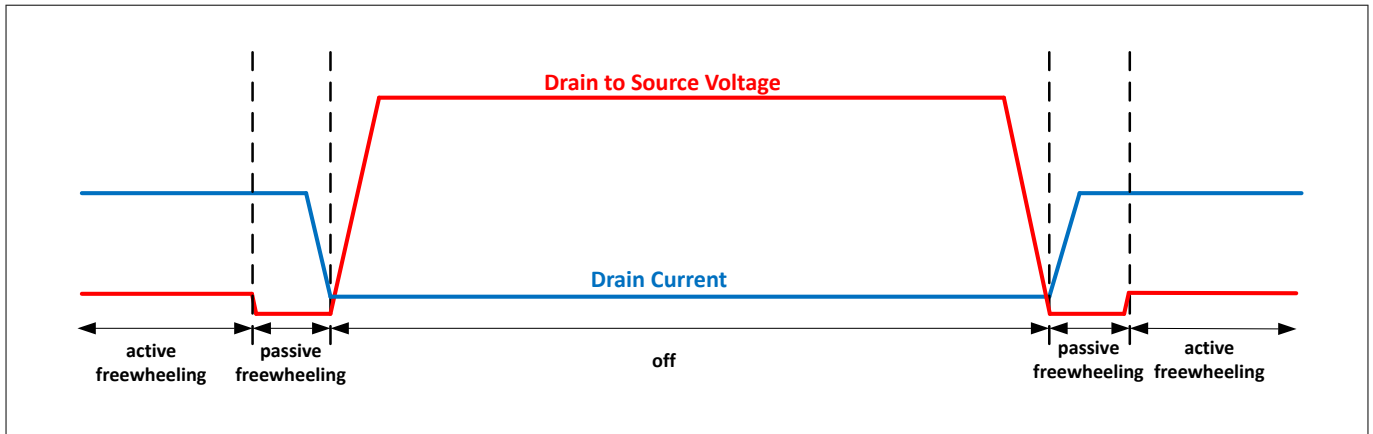 Drain to Source Voltage
Drain Current
active
freewheeling
passive
freewheeling
off
passive
freewheeling
active
freewheeling